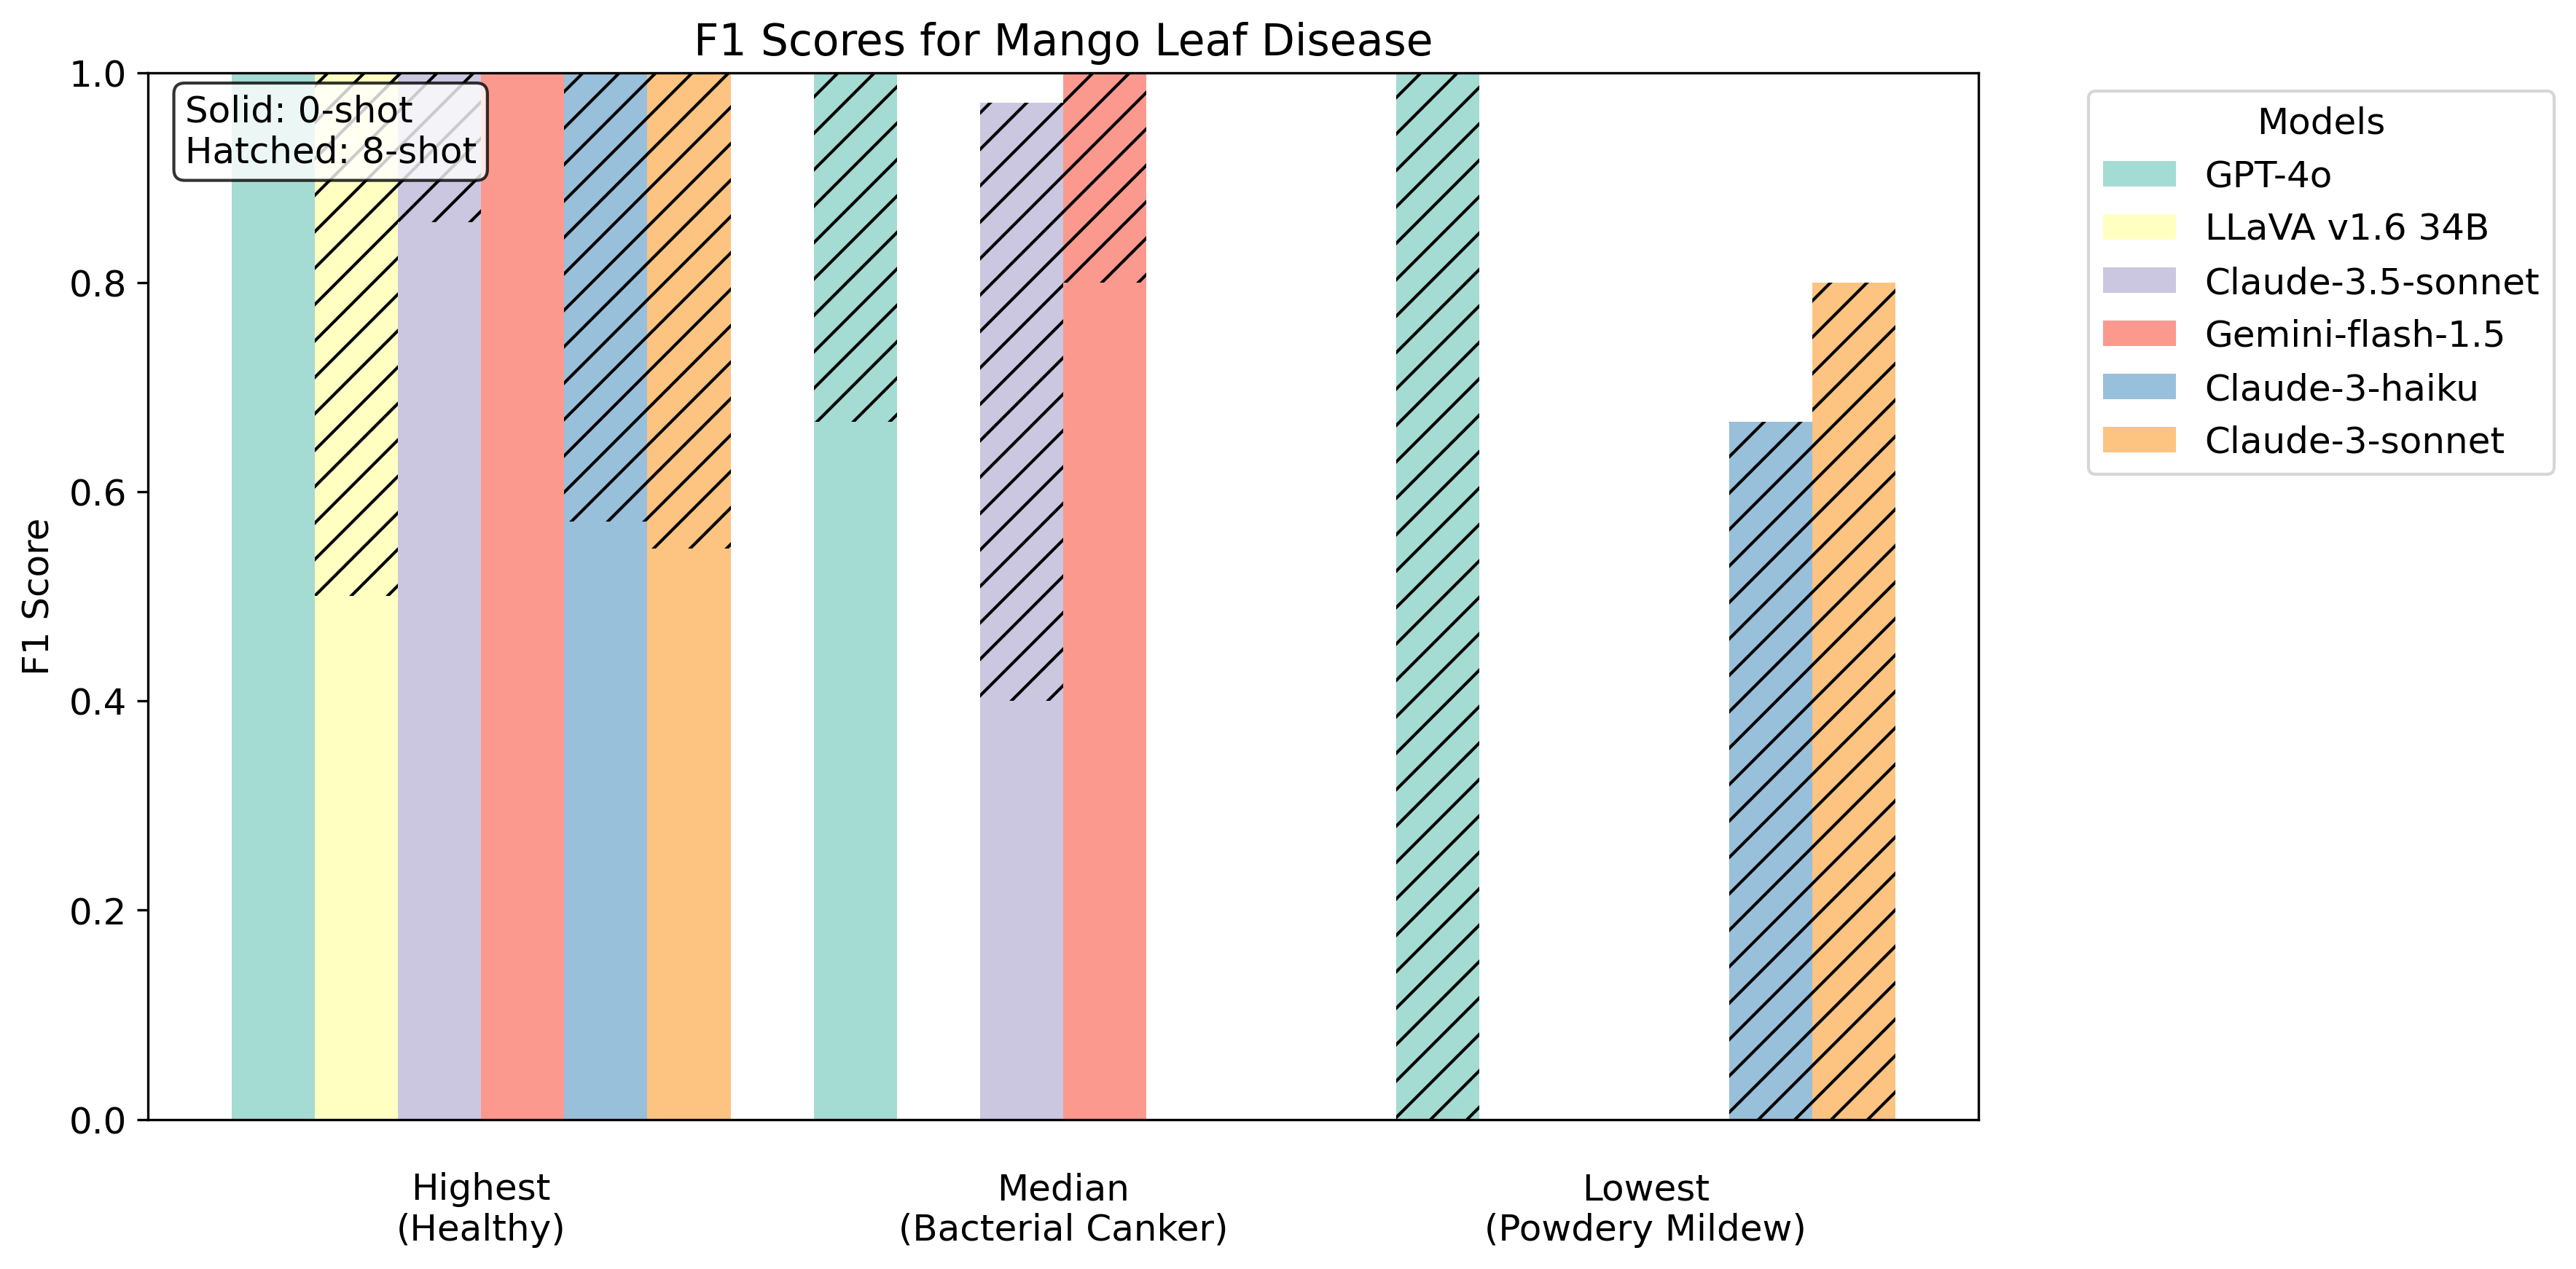 F1 Scores for Mango Leaf Disease
1.0
0.8
0.6
0.4
0.2
0.0
F1 Score
Solid: 0-shot
Hatched: 8-shot
Highest
(Healthy)
Median
(Bacterial Canker)
Lowest
(Powdery Mildew)
Models
GPT-4o
LLaVA v1.6 34B
Claude-3.5-sonnet
Gemini-flash-1.5
Claude-3-haiku
Claude-3-sonnet